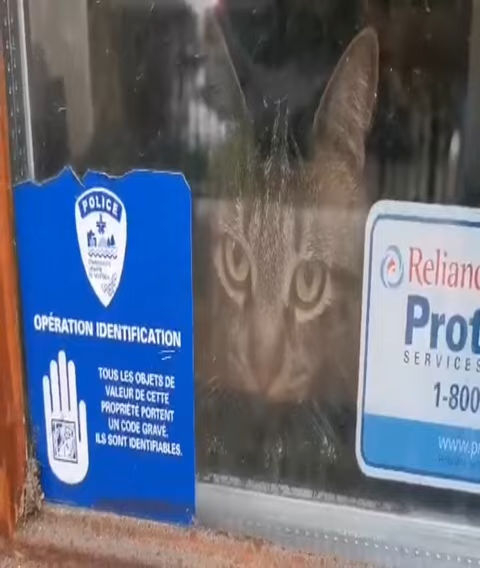 POLICE
OPÉRATION IDENTIFICATION
TOUS LES OBJETS DE
VALEUR DE CETTE
PROPRIÉTÉ PORTENT
UN CODE GRAVÉ.
ILS SONT IDENTIFIABLES.
Relianc
Prot
SERVICES
1-800
www.p